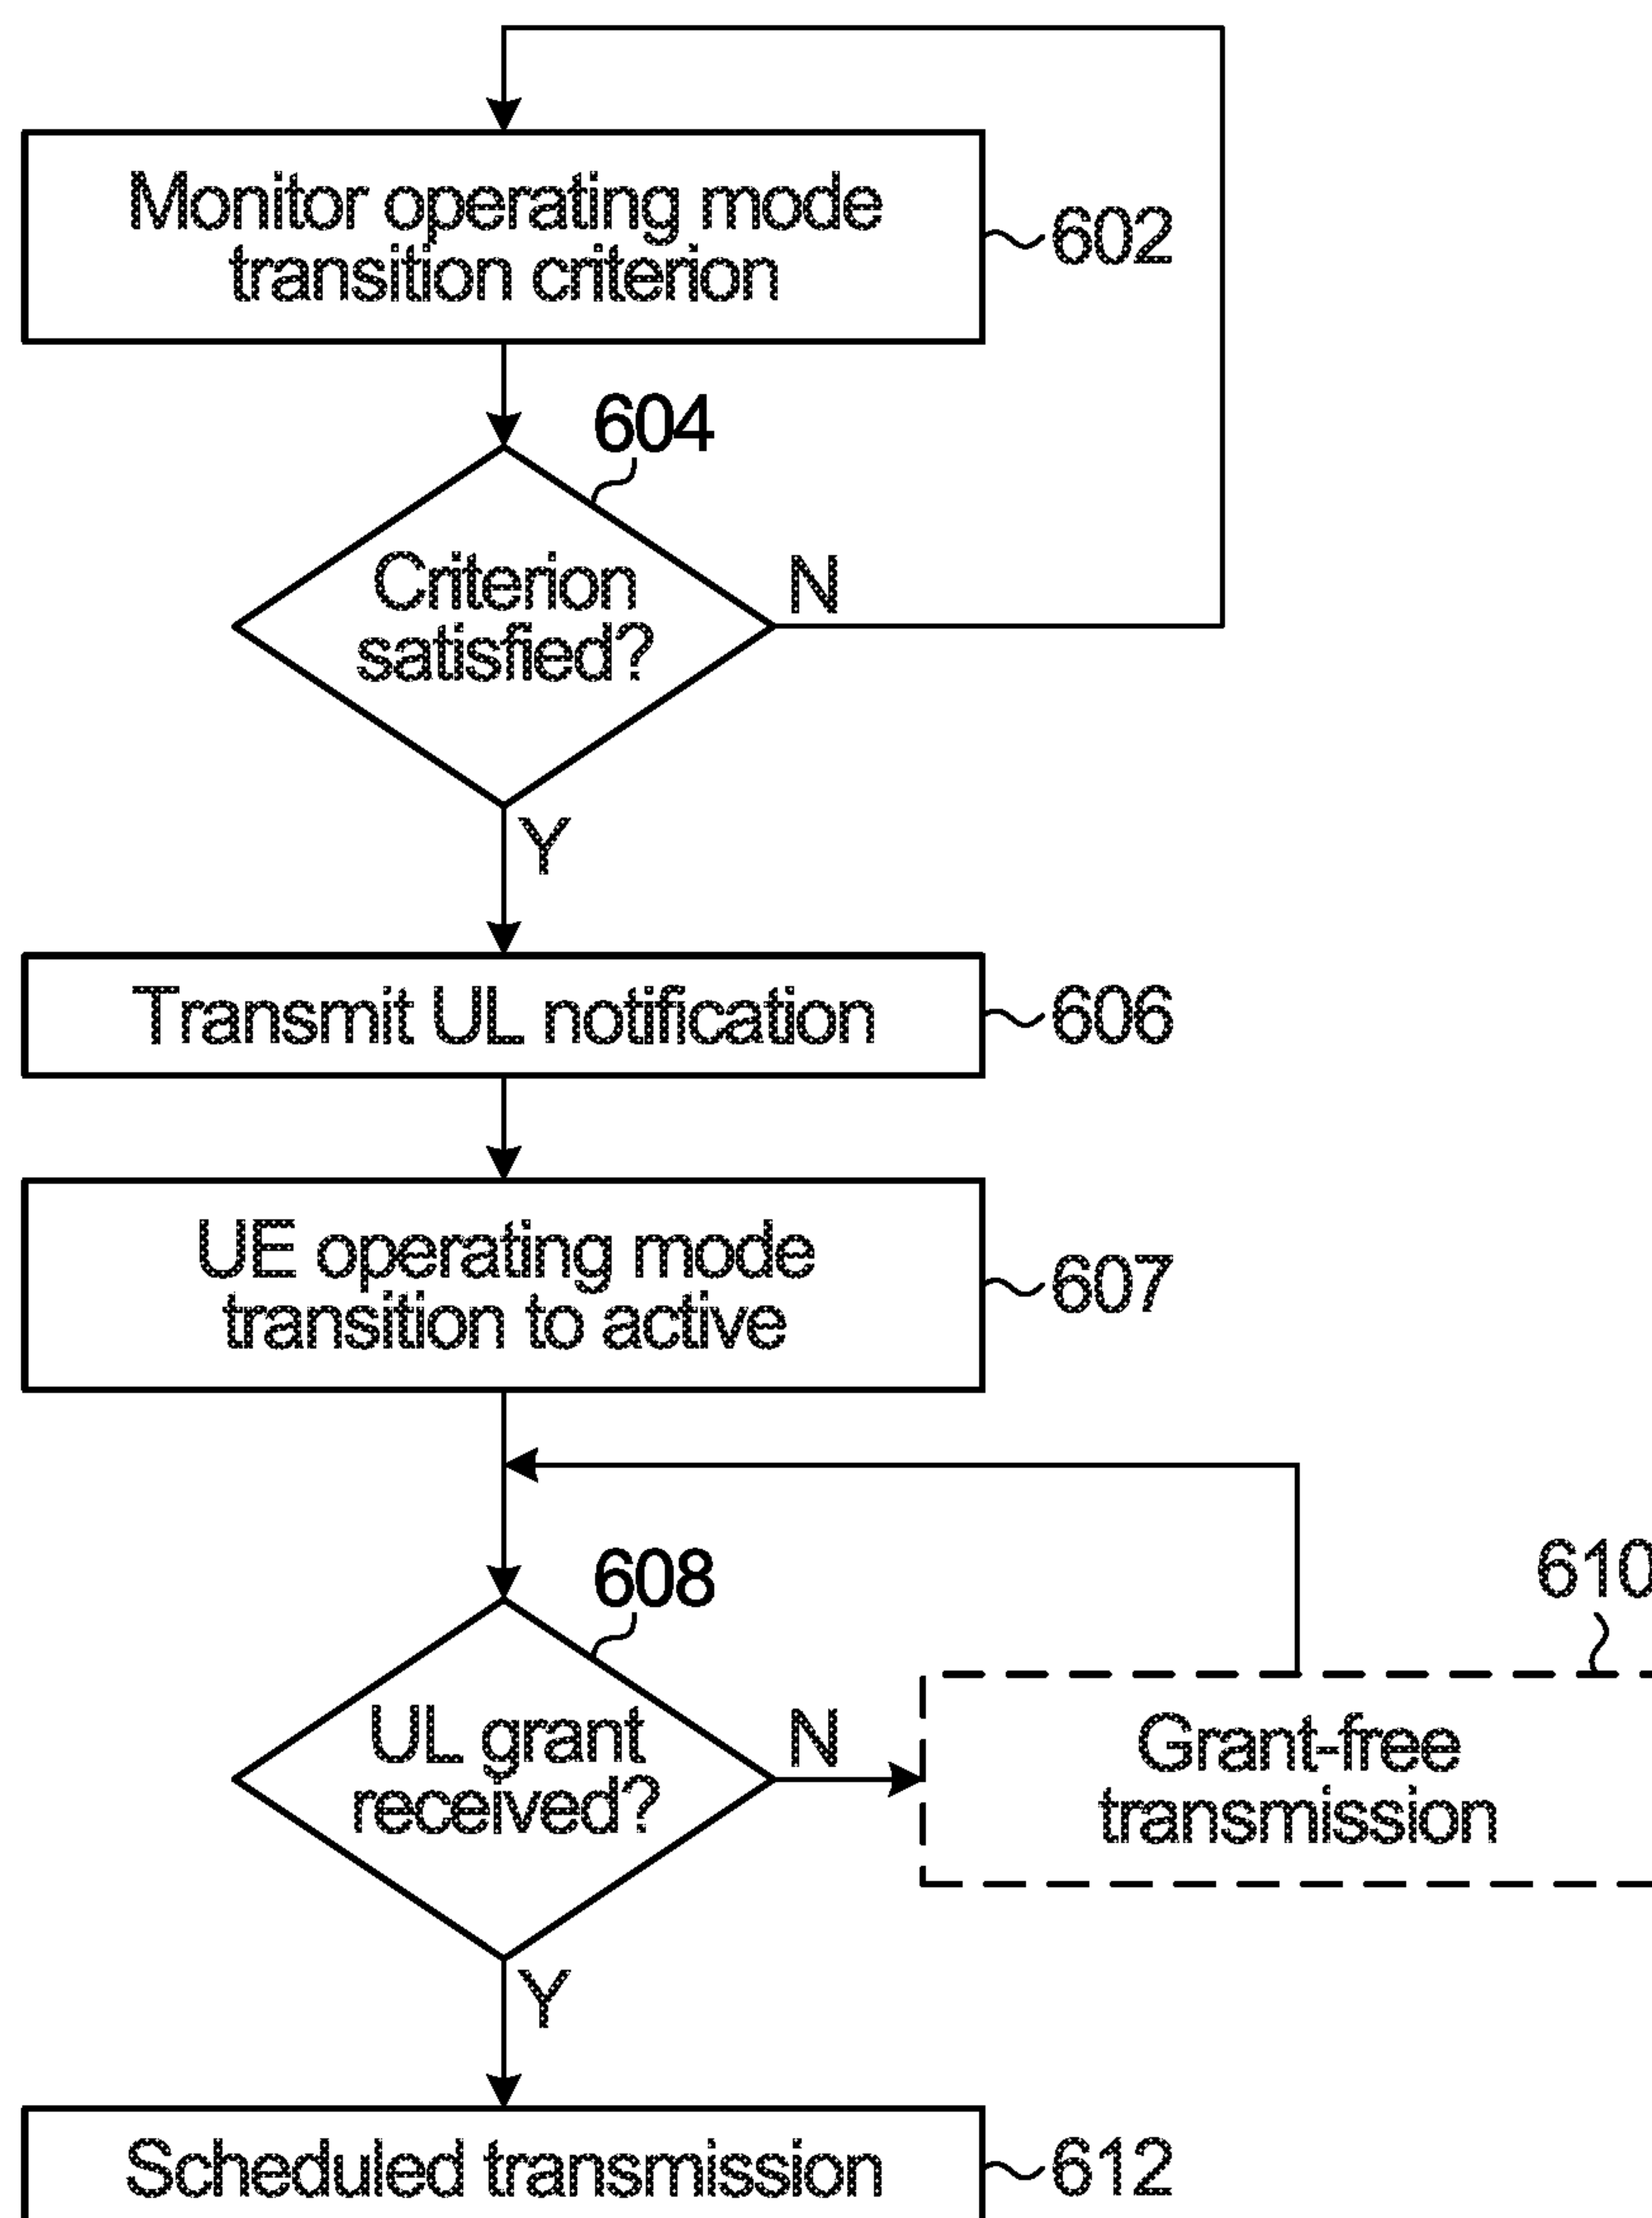 Monitor operating mode
transition criterion
602
604
Criterion
satisfied?
N
Y
Transmit UL notification
606
UE operating mode
transition to active
607
608
UL grant
received?
N
610
Grant-free
transmission
Y
Scheduled transmission
612